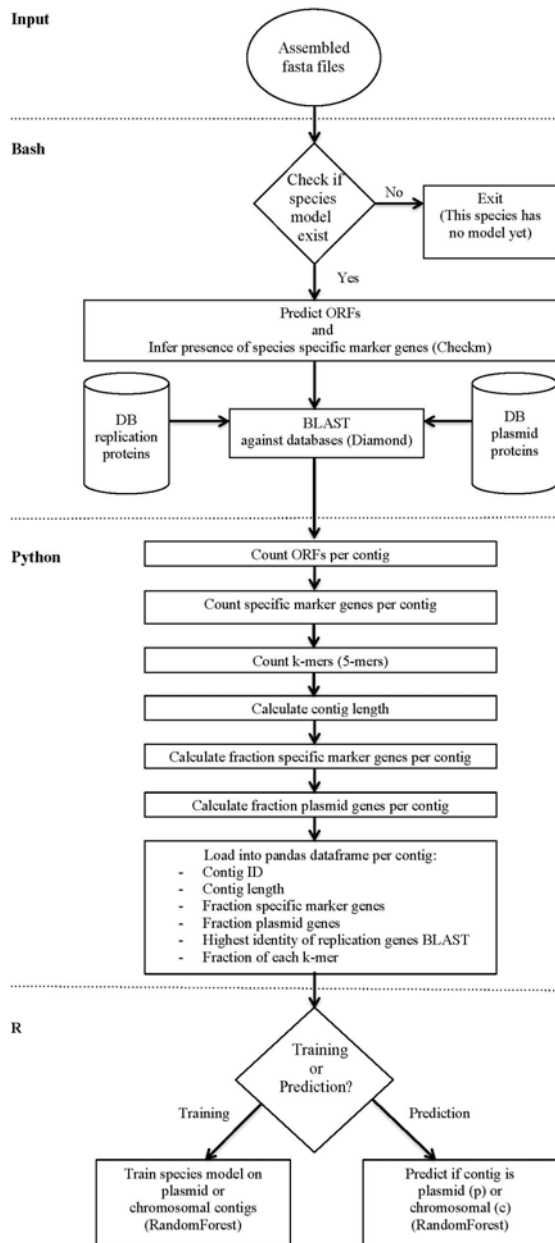 Input
Assembled
fasta files
Bash
Check if
species
model
exist
No
Exit
(This species has
no model yet)
Yes
Predict ORFs
and
Infer presence of species specific marker genes (Checkm)
DB
replication
proteins
BLAST
against databases (Diamond)
DB
plasmid
proteins
Python
Count ORFs per contig
Count specific marker genes per contig
Count k-mers (5-mers)
Calculate contig length
Calculate fraction specific marker genes per contig
Calculate fraction plasmid genes per contig
Load into pandas dataframe per contig:
- Contig ID
- Contig length
- Fraction specific marker genes
- Fraction plasmid genes
- Highest identity of replication genes BLAST
- Fraction of each k-mer
R
Training
or
Prediction?
Training
Prediction
Train species model on
plasmid or
chromosomal contigs
(RandomForest)
Predict if contig is
plasmid (p) or
chromosomal (c)
(RandomForest)